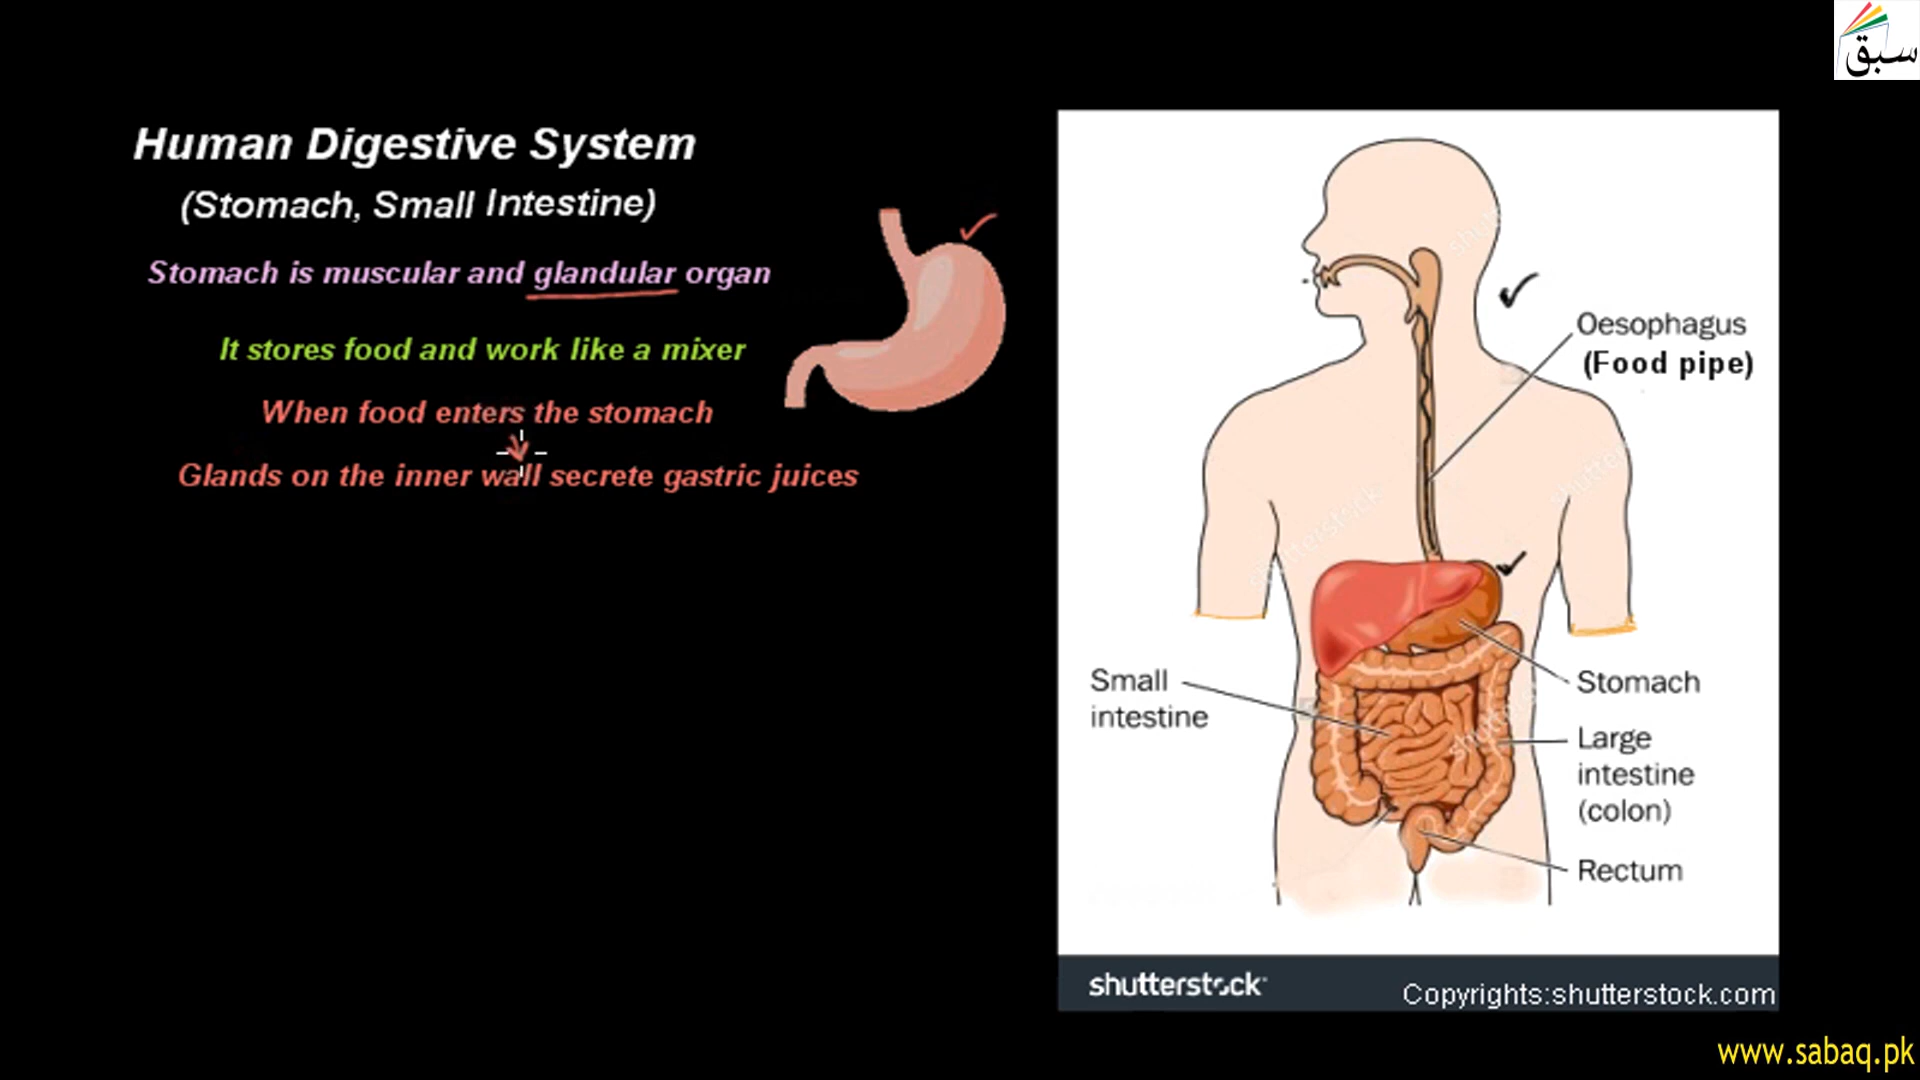 سبق
Human Digestive System
(Stomach, Small Intestine)
Stomach is muscular and glandular organ
It stores food and work like a mixer
When food enters the stomach
Glands on the inner wall secrete gastric juices
Oesophagus
(Food pipe)
Small
intestine
Stomach
Large
intestine
(colon)
Rectum
shutterstock
Copyrights:shutterstock.com
www.sabaq.pk